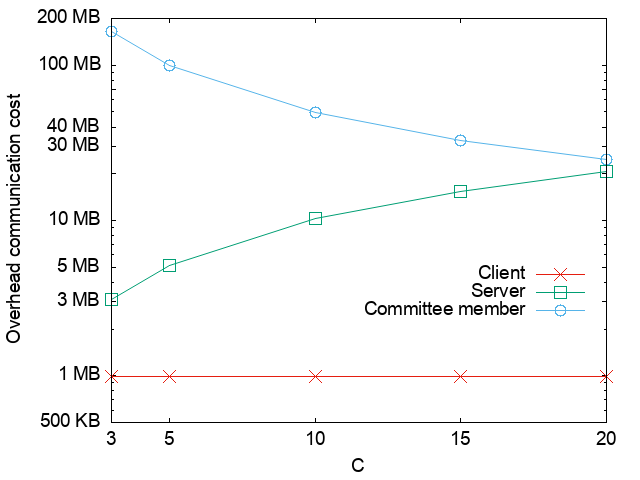 200 MB
100 MB
40 MB
30 MB
10 MB
5 MB
3 MB
1 MB
500 KB
Overhead communication cost
Client
Server
Committee member
3 5 10 15 20
C